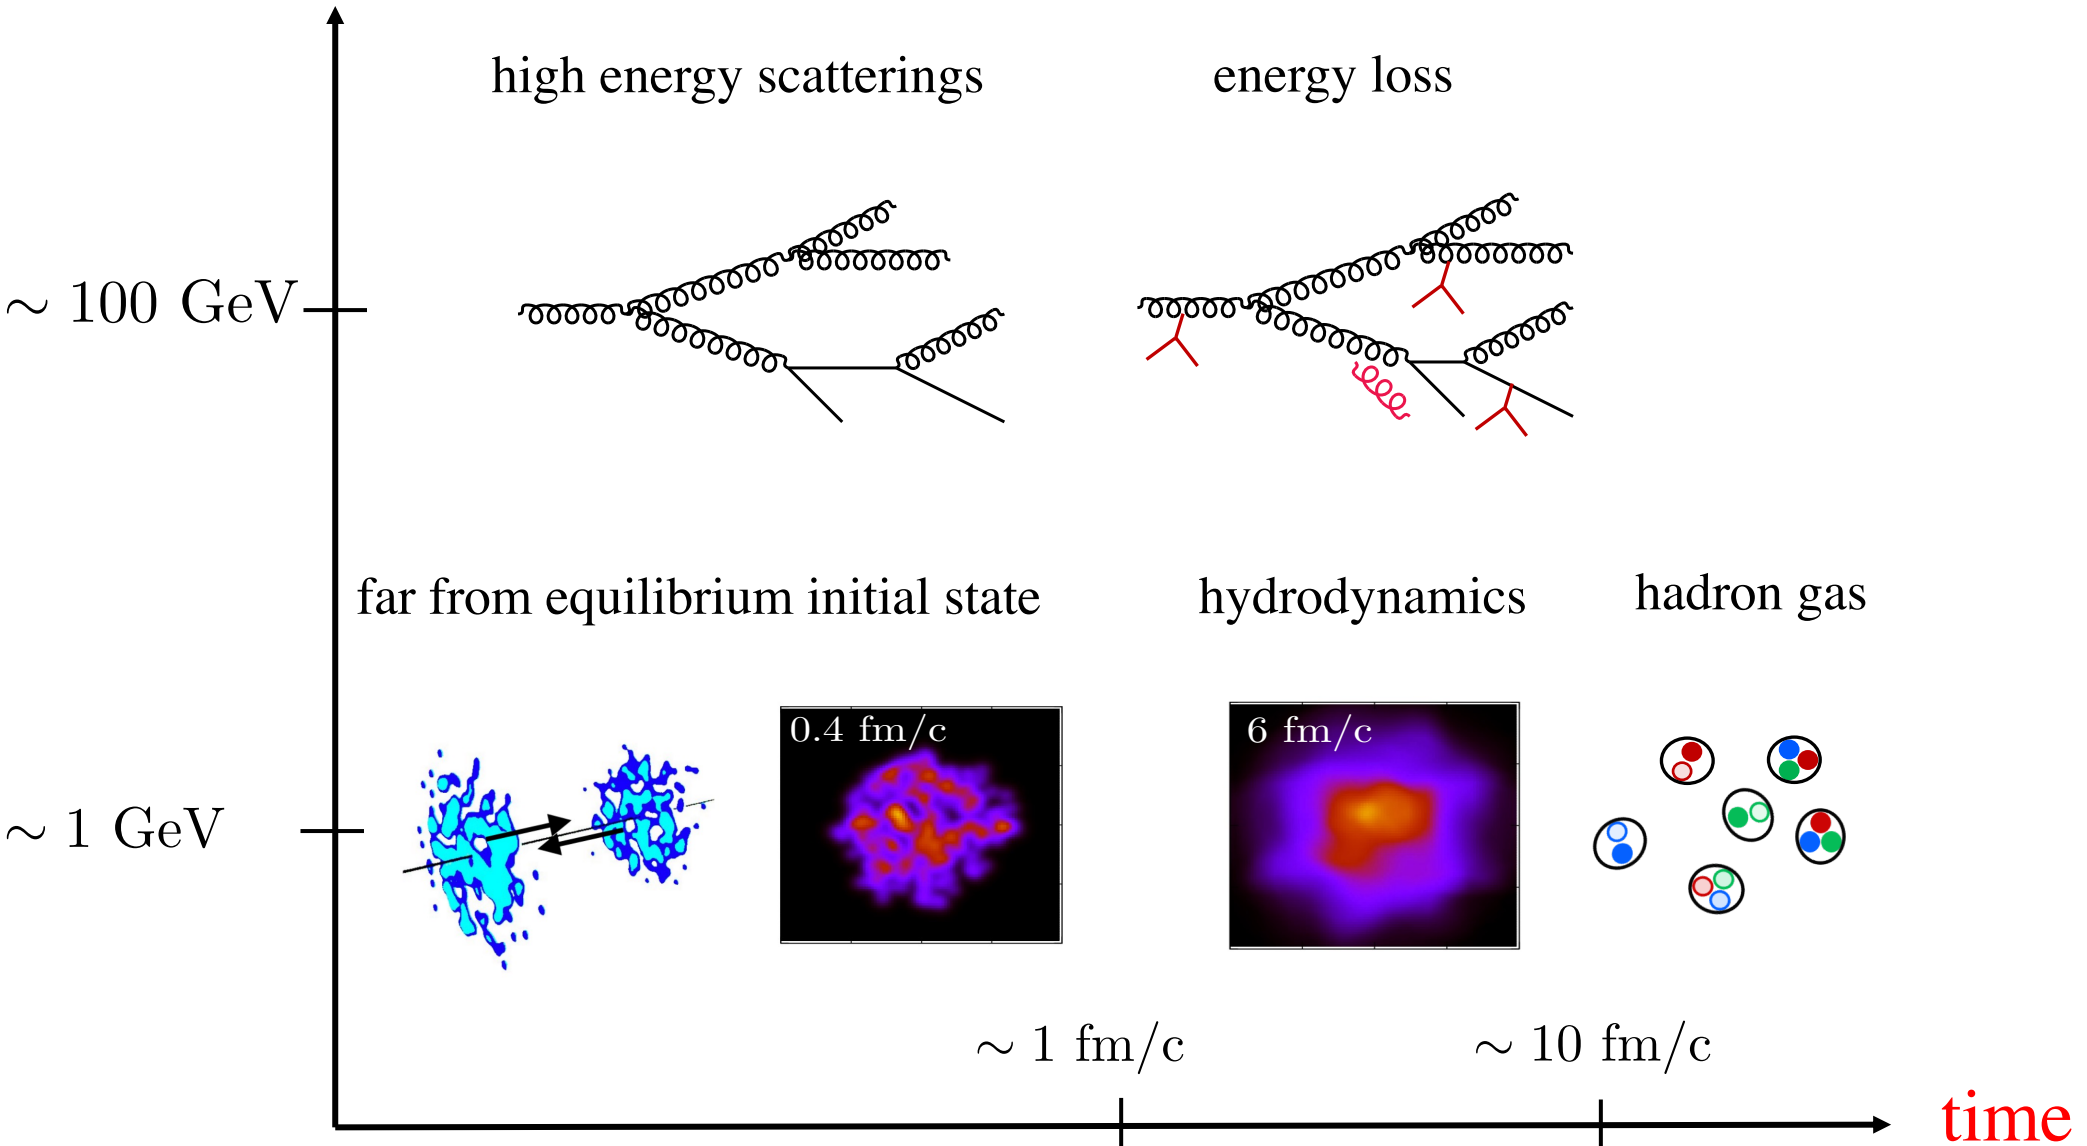 high energy scatterings
energy loss
~ 100 GeV
far from equilibrium initial state
hydrodynamics
hadron gas
0.4 fm/c
6 fm/c
~ 1 GeV
~ 1 fm/c
~ 10 fm/c
time